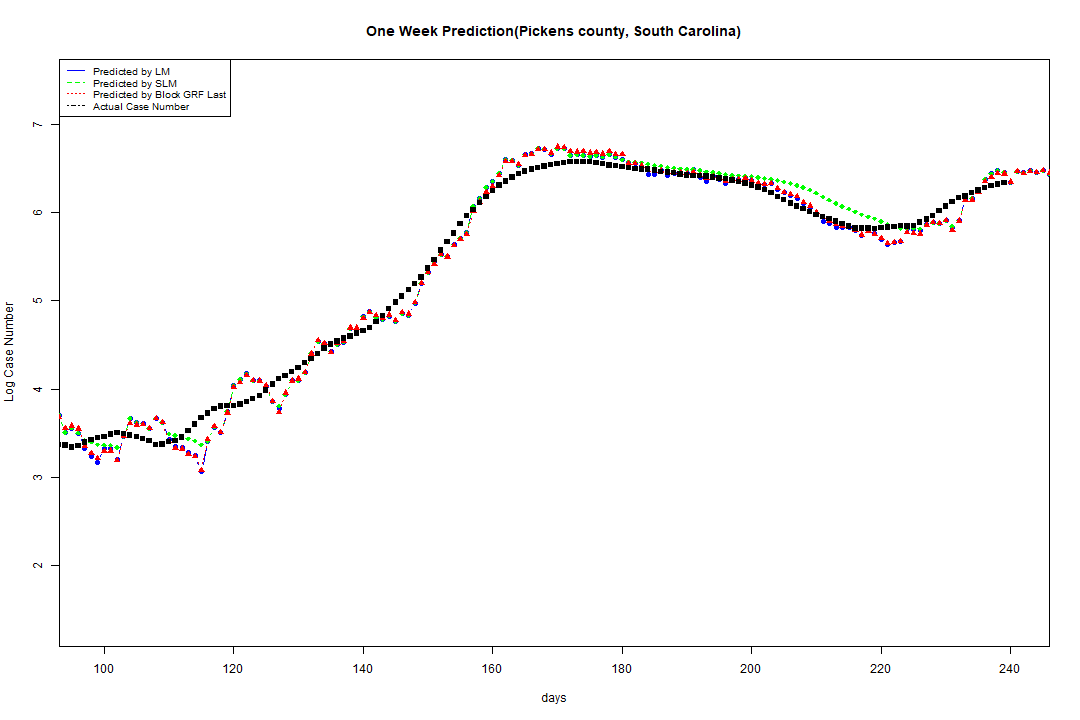 One Week Prediction(Pickens county, South Carolina)
Predicted by LM
Predicted by SLM
Predicted by Block GRF Last
Actual Case Number
7
6
5
4
3
2
Log Case Number
100 120 140 160 180 200 220 240
days